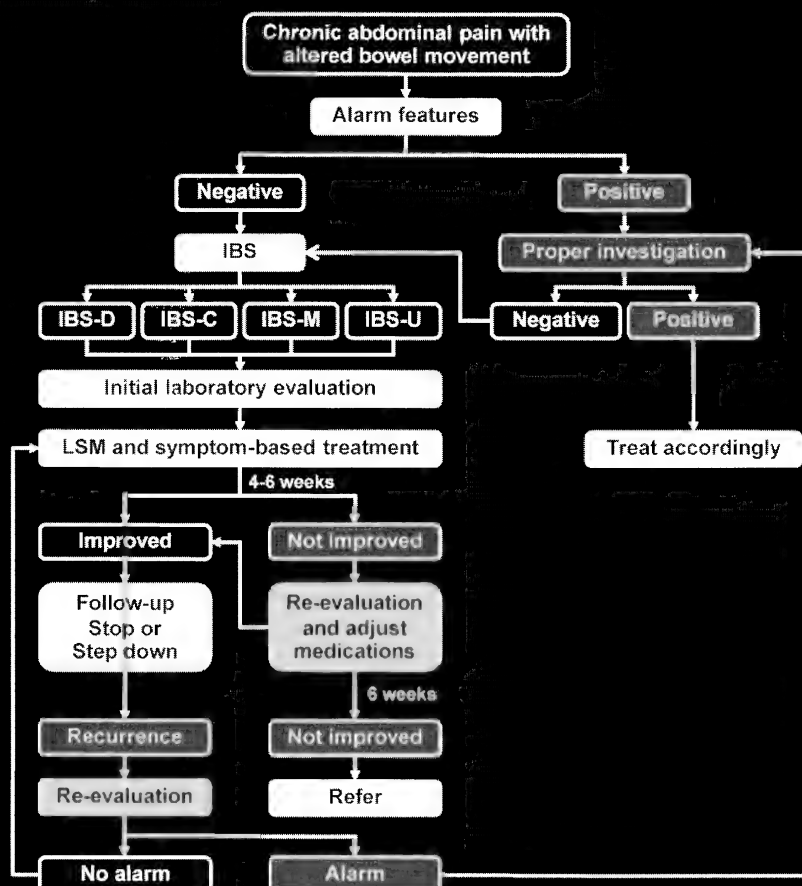 Chronic abdominal pain with
altered bowel movement
Alarm features
Negative
Positive
IBS
Proper investigation
IBS-D
IBS-C
IBS-M
IBS-U
Negative
Positive
Initial laboratory evaluation
LSM and symptom-based treatment
Treat accordingly
4-6 weeks
Improved
Not improved
Follow-up
Stop or
Step down
Re-evaluation
and adjust
medications
6 weeks
Recurrence
Not improved
Re-evaluation
Refer
No alarm
Alarm